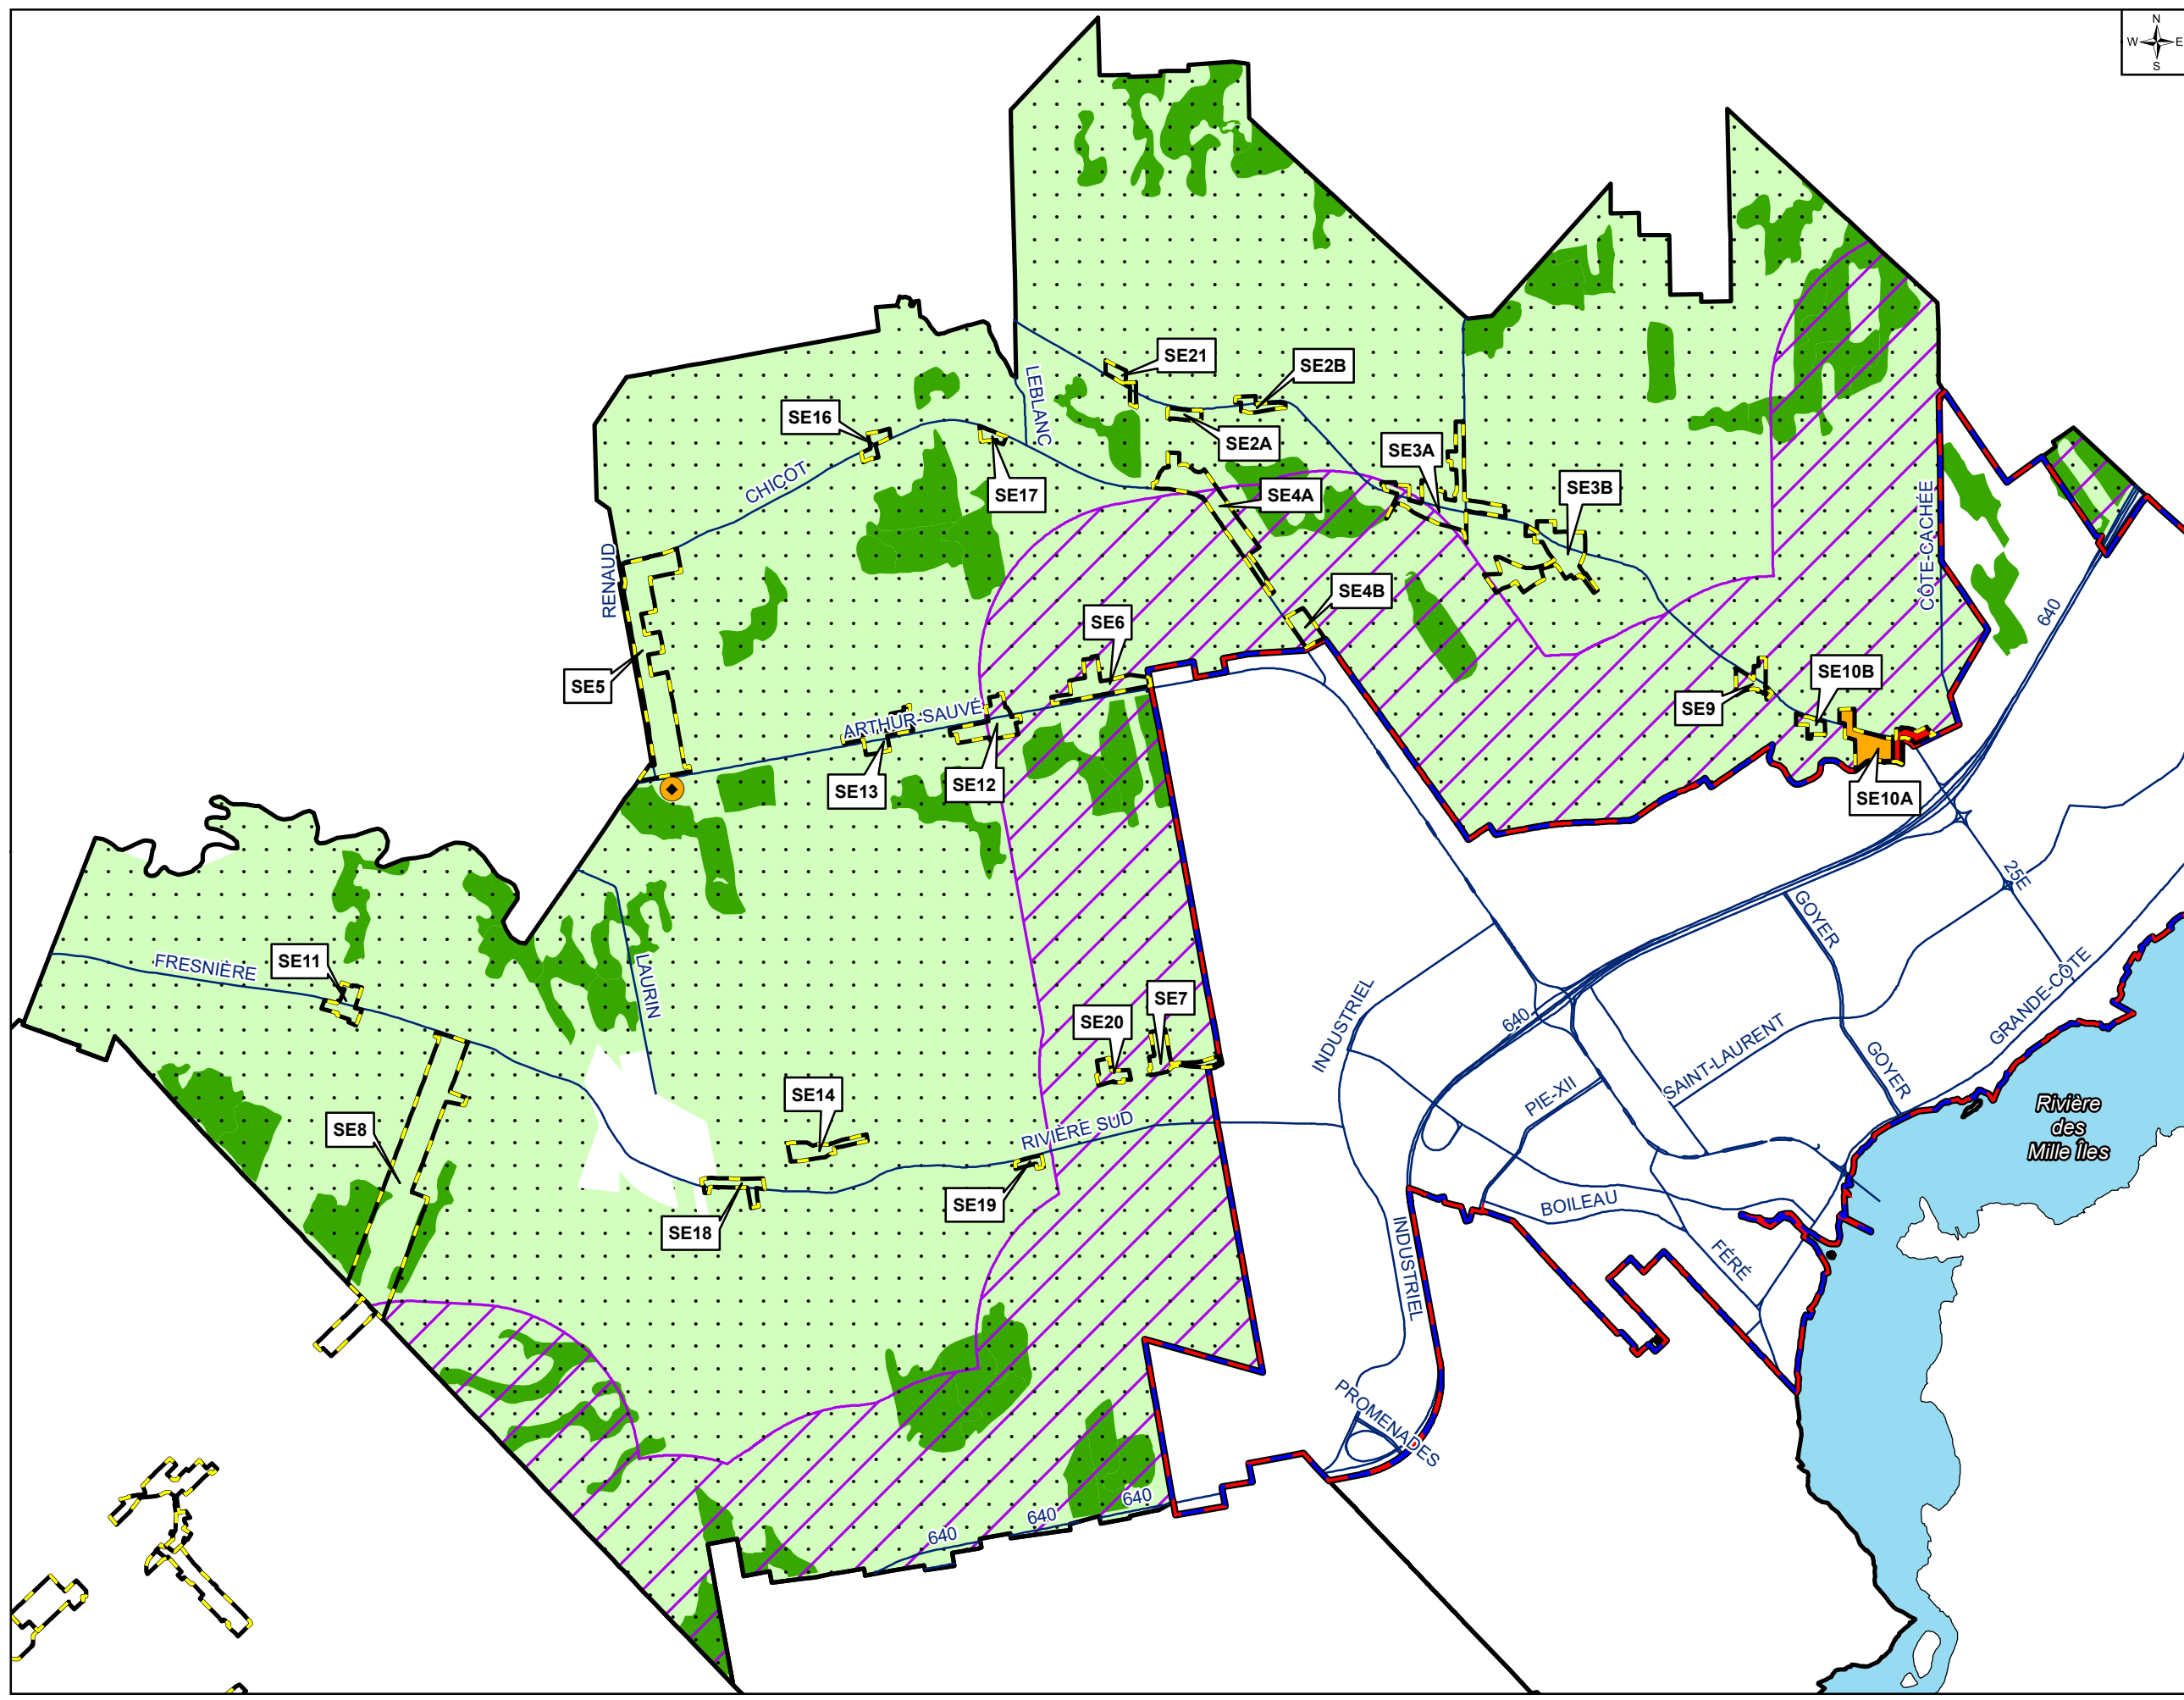 N
W E
S
SE21
SE2B
LEBLANC
SE16
SE2A
SE3A
CHICOT
SE17
SE4A
SE3B
CÔTE-CACHÉE
RENAUD
SE4B
640
SE6
SE5
SE10B
SE9
ARTHUR-SAUVÉ
SE13
SE12
SE10A
25E
GOYER
FRESNIÈRE
SE11
LAURIN
SE20
SE7
INDUSTRIEL
640
GRANDE-CÔTE
SAINT-LAURENT
GOYER
PIE-XII
SE14
SE8
RIVIÈRE SUD
Rivière
des
Mille Îles
SE19
SE18
BOILEAU
INDUSTRIEL
FÉRÉ
PROMENADES
640
640
640